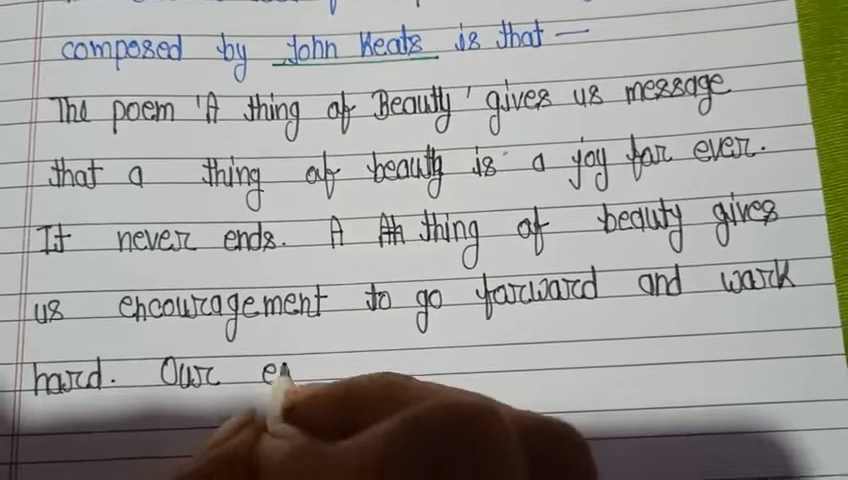 composed by John Keats is that —
The poem 'A thing of Beauty' gives us message
that a thing of beauty is a joy for ever.
It never ends. A thing of beauty gives
us encouragement to go forward and work
hard. Our